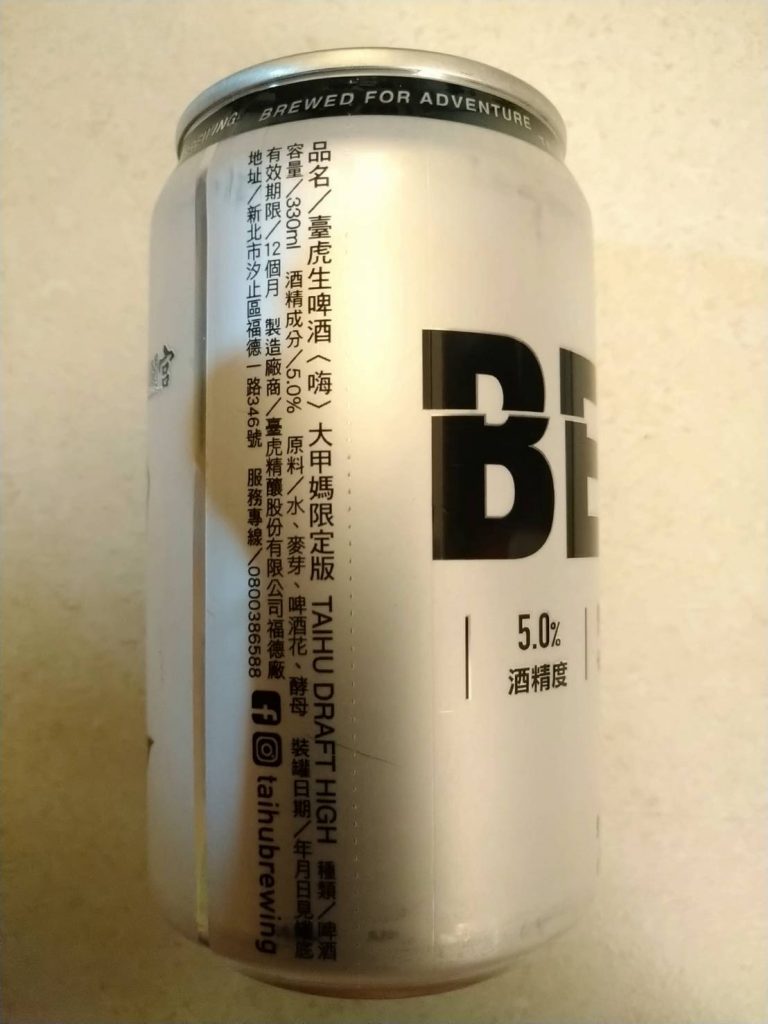 BREWING. BREWED FOR ADVENTURE
品名／臺虎生啤酒〈嗨〉大甲媽限定版 TAIHU DRAFT HIGH 種類／啤酒
容量／330ml 酒精成分／5.0% 原料／水、麥芽、啤酒花、酵母 裝罐日期／年月日見罐底
有效期限／12個月 製造廠商／臺虎精釀股份有限公司福德廠
地址／新北市汐止區福德一路346號 服務專線／0800386588
taihubrewing
宮
BE
5.0%
酒精度